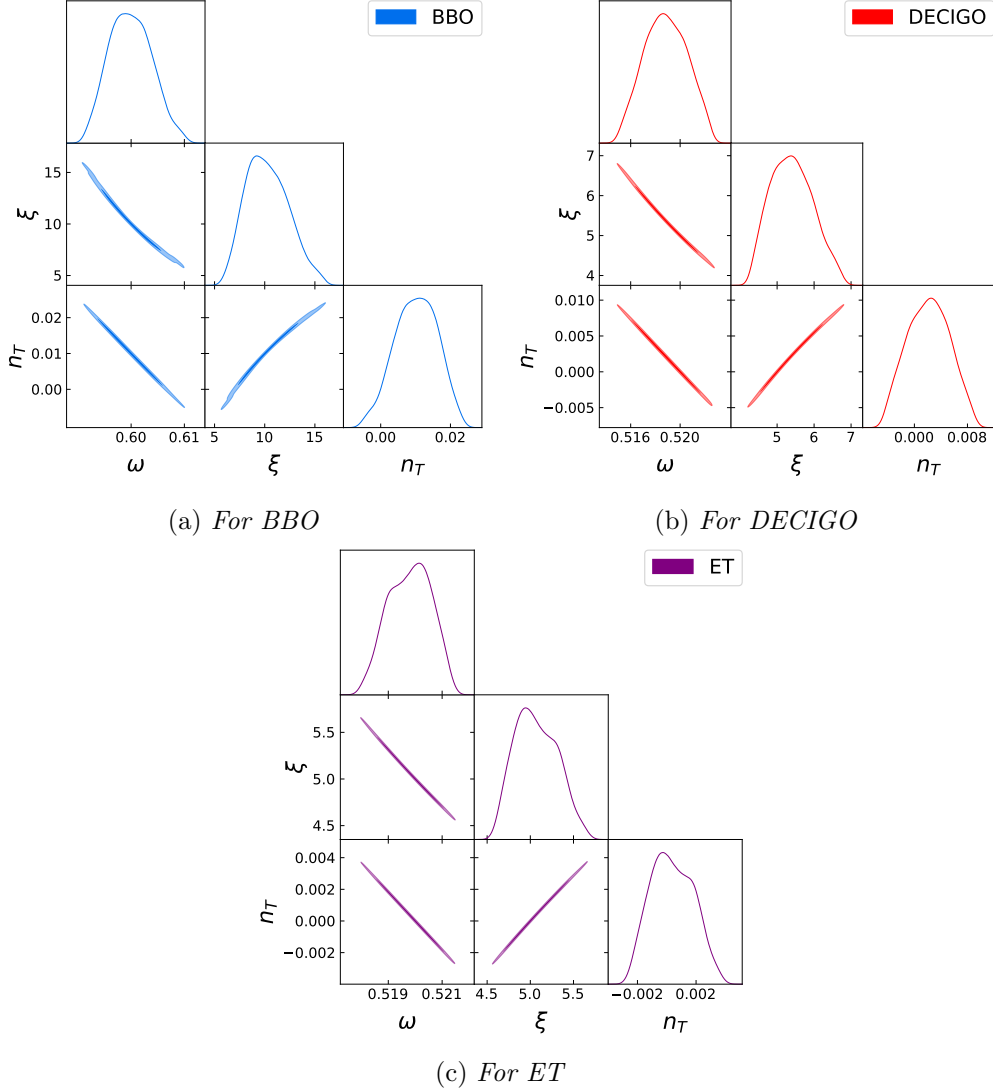 BBO
15
10
5
ξ
0.02
0.01
0.00
n_T
0.60 0.61
5 10 15
0.00 0.02
ω ξ n_T
(a) For BBO
DECIGO
7
6
5
4
ξ
0.010
0.005
0.000
−0.005
n_T
0.516 0.520
5 6 7
0.000 0.008
ω ξ n_T
(b) For DECIGO
ET
5.5
5.0
4.5
ξ
0.004
0.002
0.000
−0.002
n_T
0.519 0.521
4.5 5.0 5.5
−0.002 0.002
ω ξ n_T
(c) For ET